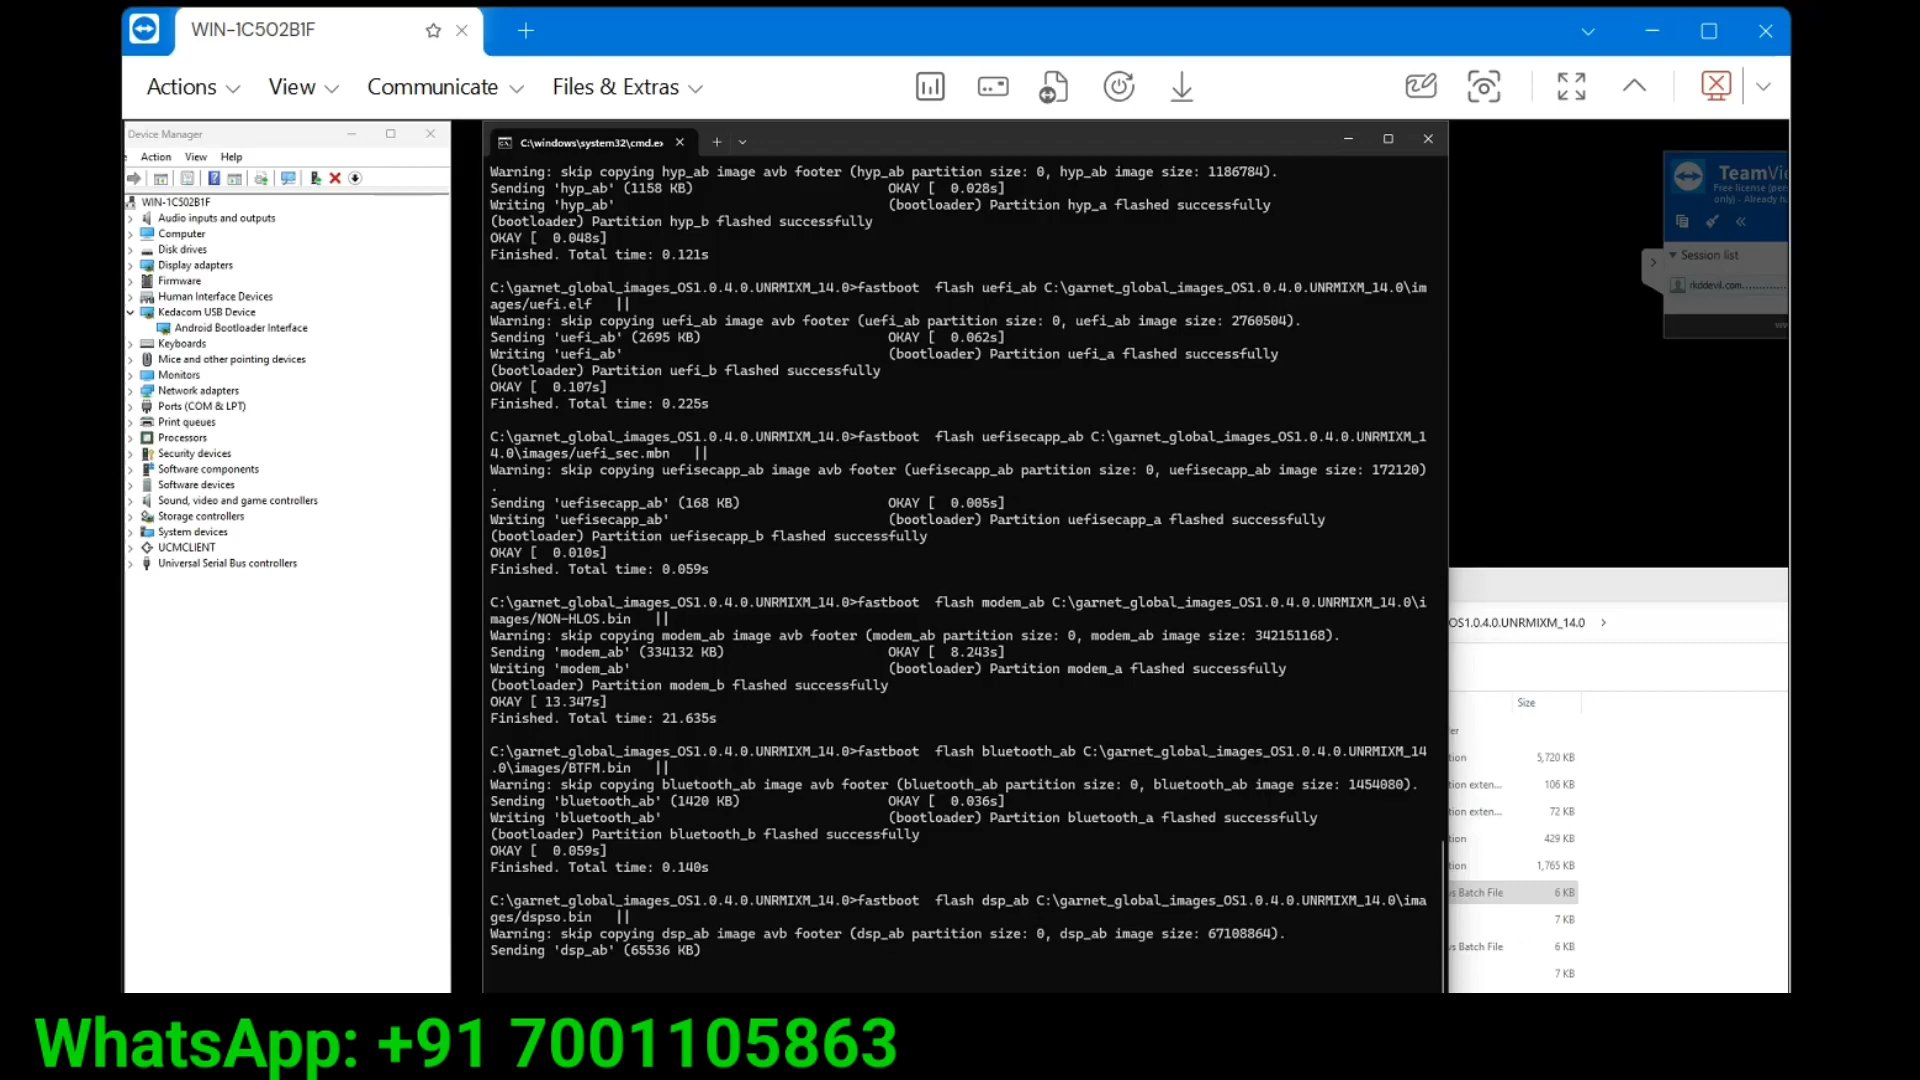 WIN-1C502B1F
Actions
View
Communicate
Files & Extras
Device Manager
Action View Help
WIN-1C502B1F
Audio inputs and outputs
Computer
Disk drives
Display adapters
Firmware
Human Interface Devices
Kedacom USB Device
Android Bootloader Interface
Keyboards
Mice and other pointing devices
Monitors
Network adapters
Ports (COM & LPT)
Print queues
Processors
Security devices
Software components
Software devices
Sound, video and game controllers
Storage controllers
System devices
UCMCLIENT
Universal Serial Bus controllers
C:\windows\system32\cmd.ex
Warning: skip copying hyp_ab image avb footer (hyp_ab partition size: 0, hyp_ab image size: 1186784).
Sending 'hyp_ab' (1158 KB) OKAY [ 0.028s]
Writing 'hyp_ab' (bootloader) Partition hyp_a flashed successfully
(bootloader) Partition hyp_b flashed successfully
OKAY [ 0.048s]
Finished. Total time: 0.121s
C:\garnet_global_images_OS1.0.4.0.UNRMIXM_14.0>fastboot flash uefi_ab C:\garnet_global_images_OS1.0.4.0.UNRMIXM_14.0\im
ages/uefi.elf ||
Warning: skip copying uefi_ab image avb footer (uefi_ab partition size: 0, uefi_ab image size: 2760504).
Sending 'uefi_ab' (2695 KB) OKAY [ 0.062s]
Writing 'uefi_ab' (bootloader) Partition uefi_a flashed successfully
(bootloader) Partition uefi_b flashed successfully
OKAY [ 0.107s]
Finished. Total time: 0.225s
C:\garnet_global_images_OS1.0.4.0.UNRMIXM_14.0>fastboot flash uefisecapp_ab C:\garnet_global_images_OS1.0.4.0.UNRMIXM_1
4.0\images/uefi_sec.mbn ||
Warning: skip copying uefisecapp_ab image avb footer (uefisecapp_ab partition size: 0, uefisecapp_ab image size: 172120)
.
Sending 'uefisecapp_ab' (168 KB) OKAY [ 0.005s]
Writing 'uefisecapp_ab' (bootloader) Partition uefisecapp_a flashed successfully
(bootloader) Partition uefisecapp_b flashed successfully
OKAY [ 0.010s]
Finished. Total time: 0.059s
C:\garnet_global_images_OS1.0.4.0.UNRMIXM_14.0>fastboot flash modem_ab C:\garnet_global_images_OS1.0.4.0.UNRMIXM_14.0\i
mages/NON-HLOS.bin ||
Warning: skip copying modem_ab image avb footer (modem_ab partition size: 0, modem_ab image size: 342151168).
Sending 'modem_ab' (334132 KB) OKAY [ 8.243s]
Writing 'modem_ab' (bootloader) Partition modem_a flashed successfully
(bootloader) Partition modem_b flashed successfully
OKAY [ 13.347s]
Finished. Total time: 21.635s
C:\garnet_global_images_OS1.0.4.0.UNRMIXM_14.0>fastboot flash bluetooth_ab C:\garnet_global_images_OS1.0.4.0.UNRMIXM_14
.0\images/BTFM.bin ||
Warning: skip copying bluetooth_ab image avb footer (bluetooth_ab partition size: 0, bluetooth_ab image size: 1454080).
Sending 'bluetooth_ab' (1420 KB) OKAY [ 0.036s]
Writing 'bluetooth_ab' (bootloader) Partition bluetooth_a flashed successfully
(bootloader) Partition bluetooth_b flashed successfully
OKAY [ 0.059s]
Finished. Total time: 0.140s
C:\garnet_global_images_OS1.0.4.0.UNRMIXM_14.0>fastboot flash dsp_ab C:\garnet_global_images_OS1.0.4.0.UNRMIXM_14.0\ima
ges/dspso.bin ||
Warning: skip copying dsp_ab image avb footer (dsp_ab partition size: 0, dsp_ab image size: 67108864).
Sending 'dsp_ab' (65536 KB)
TeamVie
Free license (per
only) - Already h
Session list
rkddevil.com............
ww
OS1.0.4.0.UNRMIXM_14.0
Size
er
tion 5,720 KB
tion exten... 106 KB
tion exten... 72 KB
tion 429 KB
tion 1,765 KB
ws Batch File 6 KB
7 KB
ws Batch File 6 KB
7 KB
WhatsApp: +91 7001105863